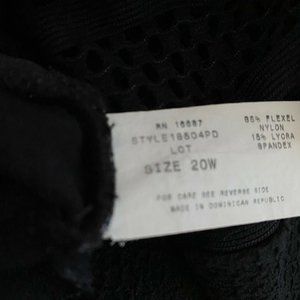 RN 16687
STYLE18504PD
LOT
SIZE 20W
85% FLEXEL
NYLON
15% LYCRA
SPANDEX
FOR CARE SEE REVERSE SIDE
MADE IN DOMINICAN REPUBLIC